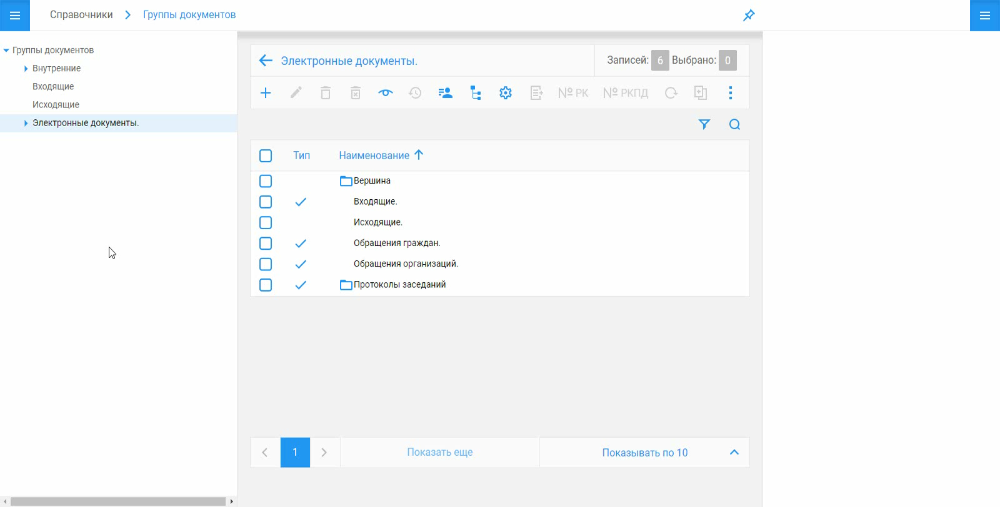 Справочники
Группы документов
Группы документов
Внутренние
Входящие
Исходящие
Электронные документы.
Электронные документы.
Записей: 6 Выбрано: 0
№ РК
№ РКПД
Тип
Наименование
Вершина
Входящие.
Исходящие.
Обращения граждан.
Обращения организаций.
Протоколы заседаний
1
Показать еще
Показывать по 10